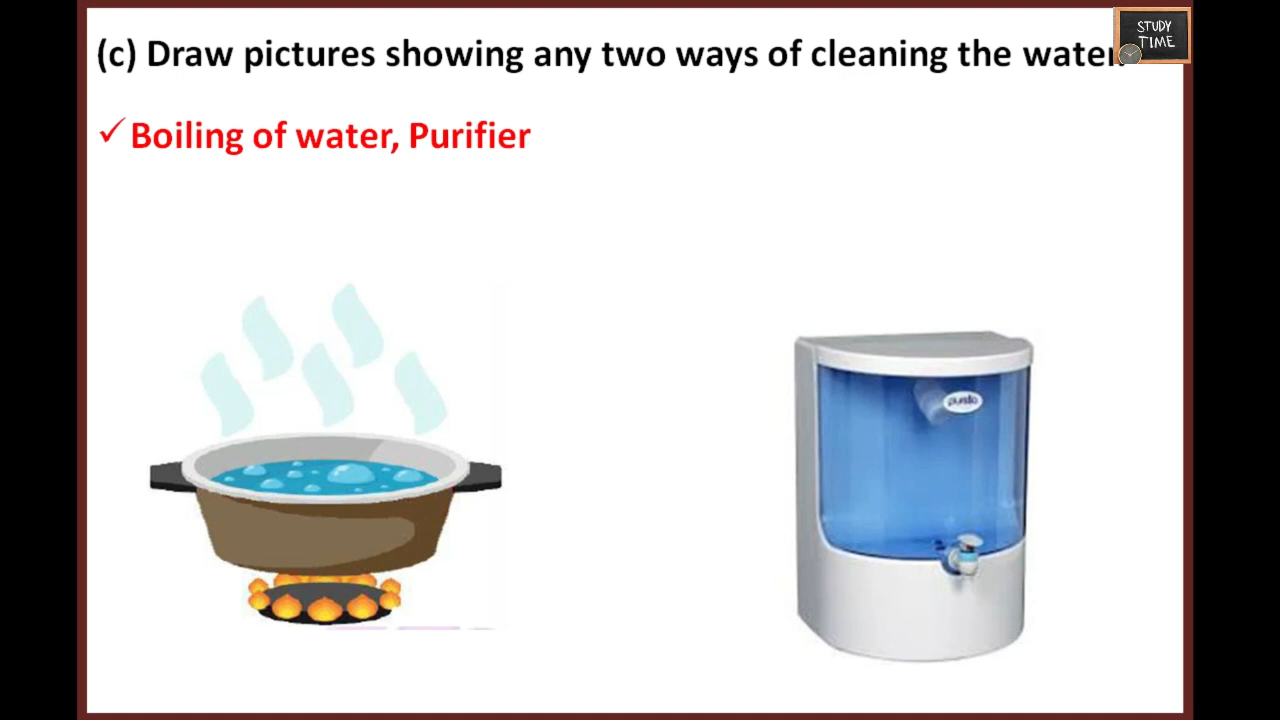 (c) Draw pictures showing any two ways of cleaning the water.
STUDY
TIME
✓ Boiling of water, Purifier